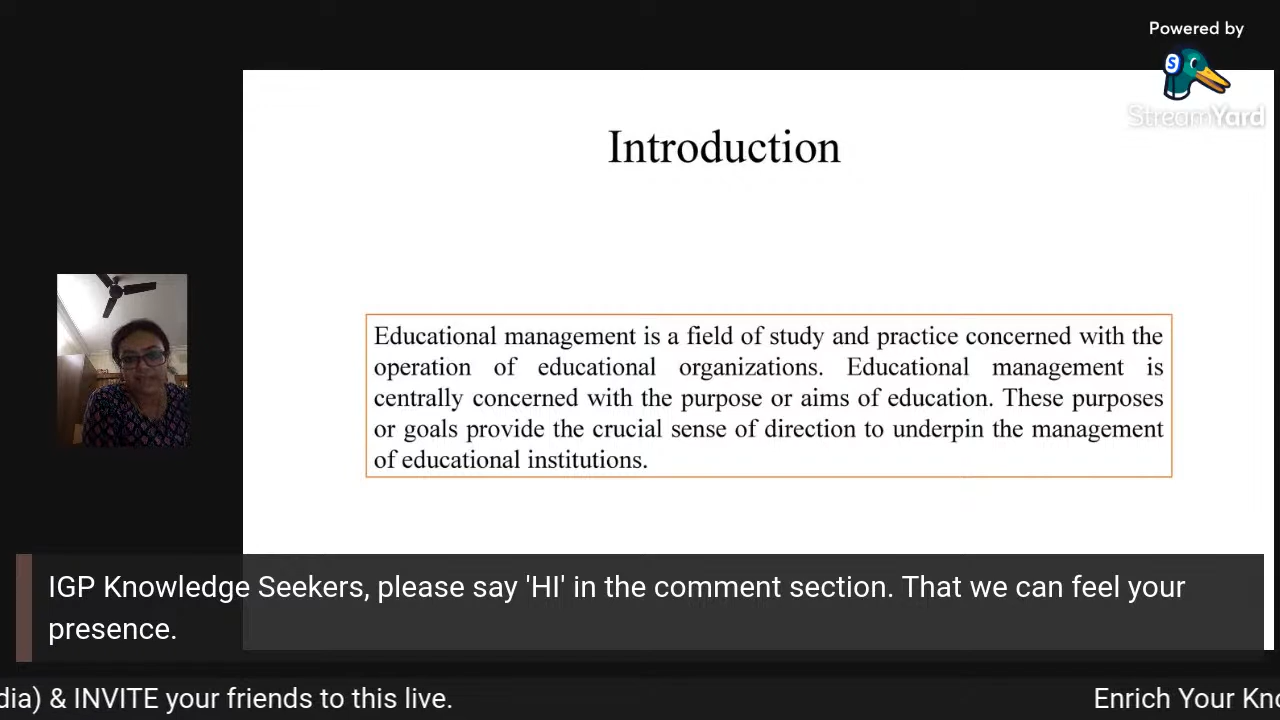 Powered by
S
StreamYard
Introduction
Educational management is a field of study and practice concerned with the
operation of educational organizations. Educational management is
centrally concerned with the purpose or aims of education. These purposes
or goals provide the crucial sense of direction to underpin the management
of educational institutions.
IGP Knowledge Seekers, please say 'HI' in the comment section. That we can feel your
presence.
dia) & INVITE your friends to this live.
Enrich Your Kno